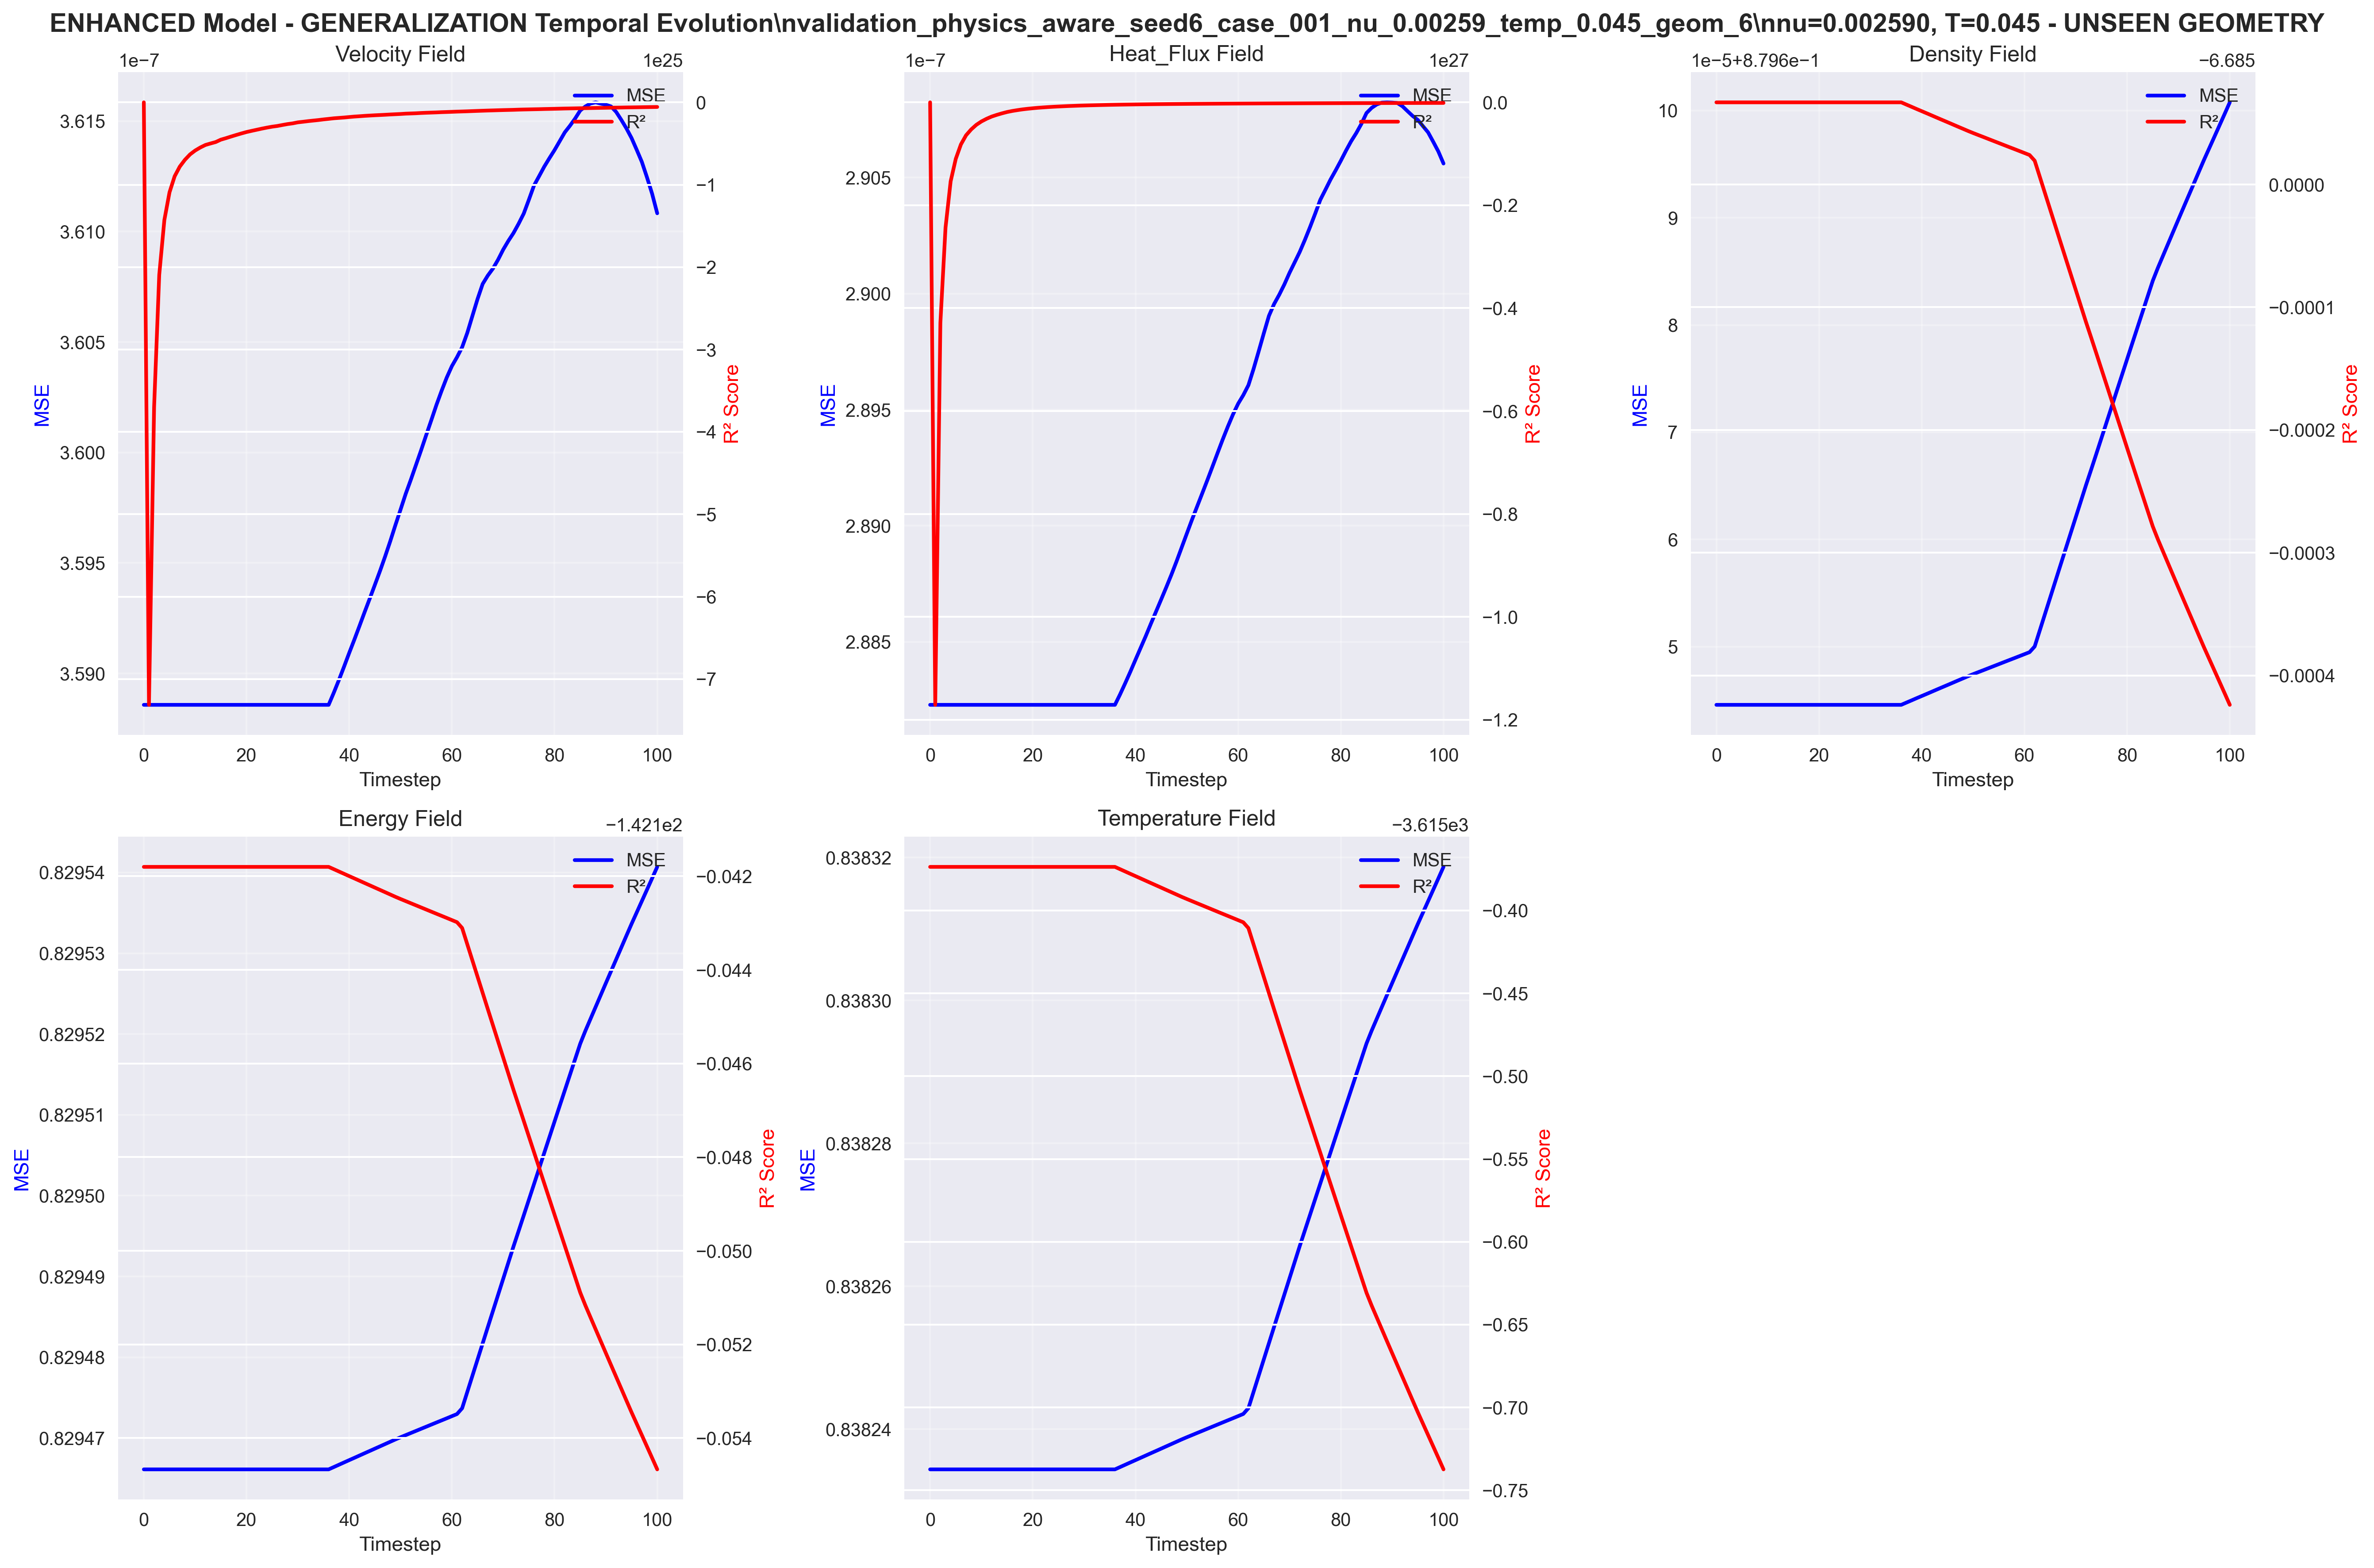 ENHANCED Model - GENERALIZATION Temporal Evolution\nvalidation_physics_aware_seed6_case_001_nu_0.00259_temp_0.045_geom_6\nnu=0.002590, T=0.045 - UNSEEN GEOMETRY
Velocity Field
1e−7
1e25
MSE
R²
3.615
3.610
3.605
3.600
3.595
3.590
MSE
0
−1
−2
−3
−4
−5
−6
−7
R² Score
0 20 40 60 80 100
Timestep
Heat_Flux Field
1e−7
1e27
MSE
R²
2.905
2.900
2.895
2.890
2.885
MSE
0.0
−0.2
−0.4
−0.6
−0.8
−1.0
−1.2
R² Score
0 20 40 60 80 100
Timestep
Density Field
1e−5+8.796e−1
−6.685
MSE
R²
10
9
8
7
6
5
MSE
0.0000
−0.0001
−0.0002
−0.0003
−0.0004
R² Score
0 20 40 60 80 100
Timestep
Energy Field
−1.421e2
MSE
R²
0.82954
0.82953
0.82952
0.82951
0.82950
0.82949
0.82948
0.82947
MSE
−0.042
−0.044
−0.046
−0.048
−0.050
−0.052
−0.054
R² Score
0 20 40 60 80 100
Timestep
Temperature Field
−3.615e3
MSE
R²
0.83832
0.83830
0.83828
0.83826
0.83824
MSE
−0.40
−0.45
−0.50
−0.55
−0.60
−0.65
−0.70
−0.75
R² Score
0 20 40 60 80 100
Timestep